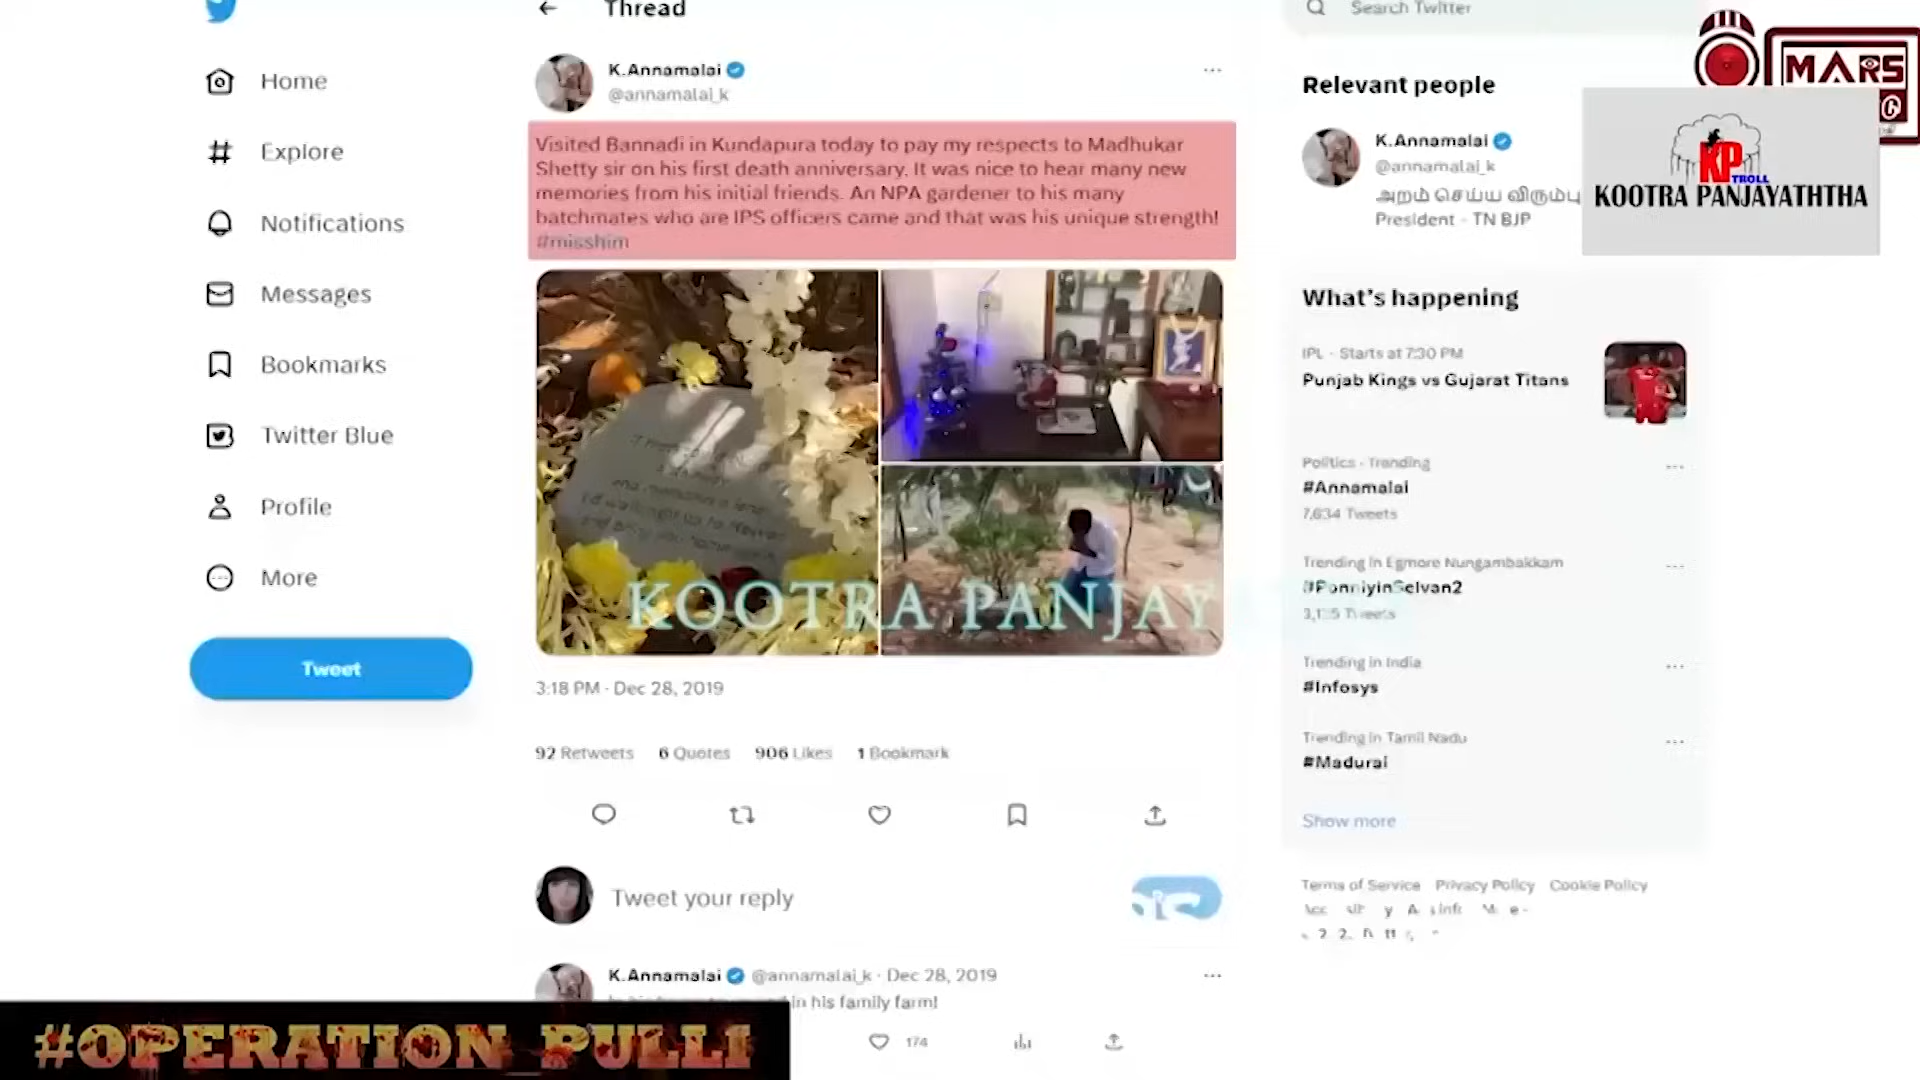 Thread
Search Twitter
MARS
Home
Explore
Notifications
Messages
Bookmarks
Twitter Blue
Profile
More
Tweet
K.Annamalai
@annamalai_k
Visited Bannadi in Kundapura today to pay my respects to Madhukar
Shetty sir on his first death anniversary. It was nice to hear many new
memories from his initial friends. An NPA gardener to his many
batchmates who are IPS officers came and that was his unique strength!
#misshim
KOOTRA PANJAY
3:18 PM · Dec 28, 2019
92 Retweets 6 Quotes 906 Likes 1 Bookmark
Tweet your reply
K.Annamalai @annamalai_k · Dec 28, 2019
in his family farm!
174
Relevant people
K.Annamalai
@annamalai_k
அறம் செய்ய விரும்பு
President - TN BJP
KP
TROLL
KOOTRA PANJAYATHTHA
What's happening
IPL · Starts at 7:30 PM
Punjab Kings vs Gujarat Titans
Politics · Trending
#Annamalai
7,634 Tweets
Trending in Egmore Nungambakkam
#PonniyinSelvan2
Tweets
Trending in India
#Infosys
Trending in Tamil Nadu
#Madurai
Show more
Terms of Service Privacy Policy Cookie Policy
#OPERATION_PULLI